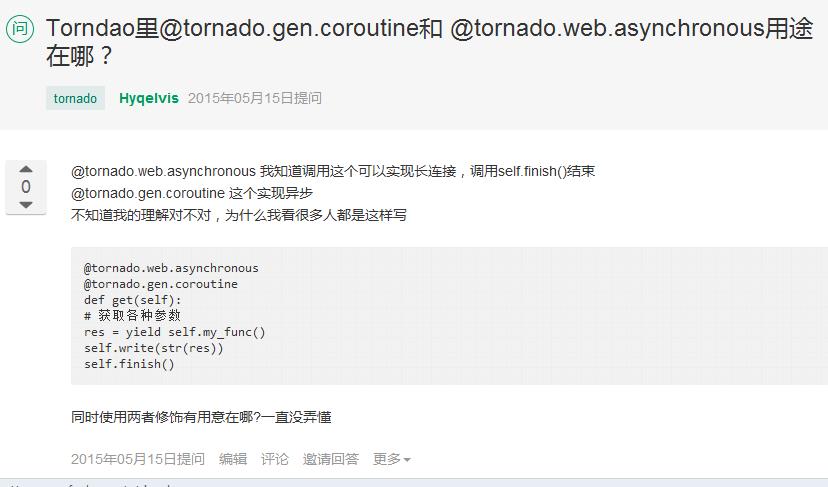 问
Torndao里@tornado.gen.coroutine和 @tornado.web.asynchronous用途
在哪？
tornado Hyqelvis 2015年05月15日提问
0
@tornado.web.asynchronous 我知道调用这个可以实现长连接，调用self.finish()结束
@tornado.gen.coroutine 这个实现异步
不知道我的理解对不对，为什么我看很多人都是这样写
@tornado.web.asynchronous
@tornado.gen.coroutine
def get(self):
# 获取各种参数
res = yield self.my_func()
self.write(str(res))
self.finish()
同时使用两者修饰有用意在哪?一直没弄懂
2015年05月15日提问 编辑 评论 邀请回答 更多